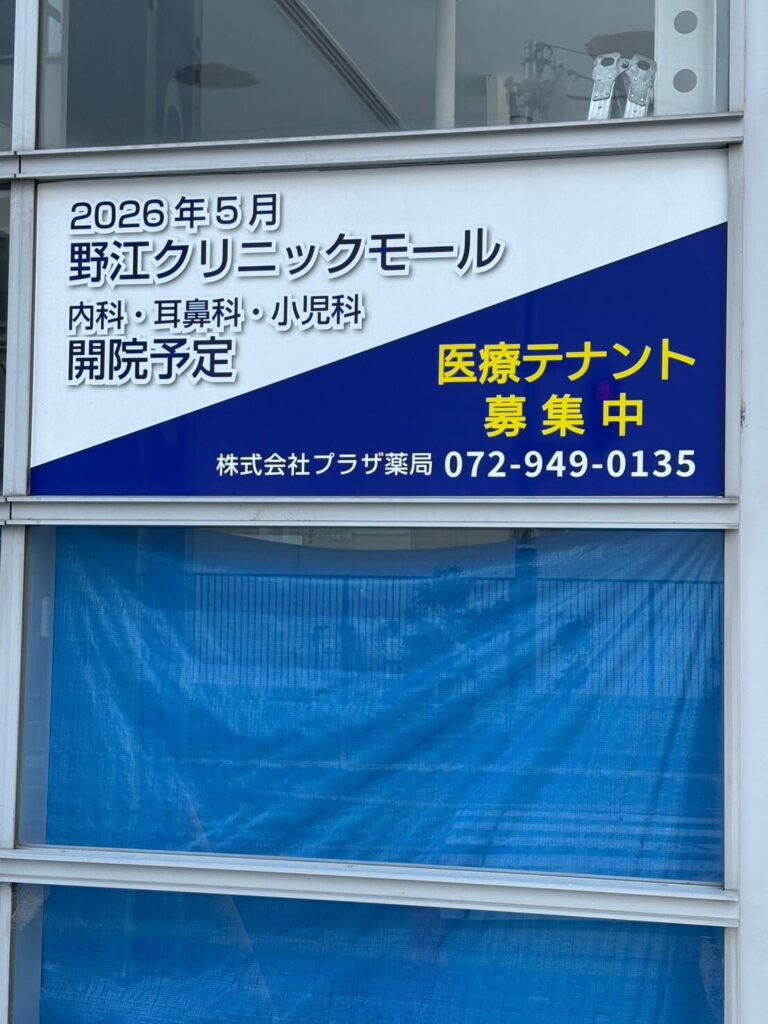 2026年5月
野江クリニックモール
内科・耳鼻科・小児科
開院予定
医療テナント
募集中
株式会社プラザ薬局 072-949-0135